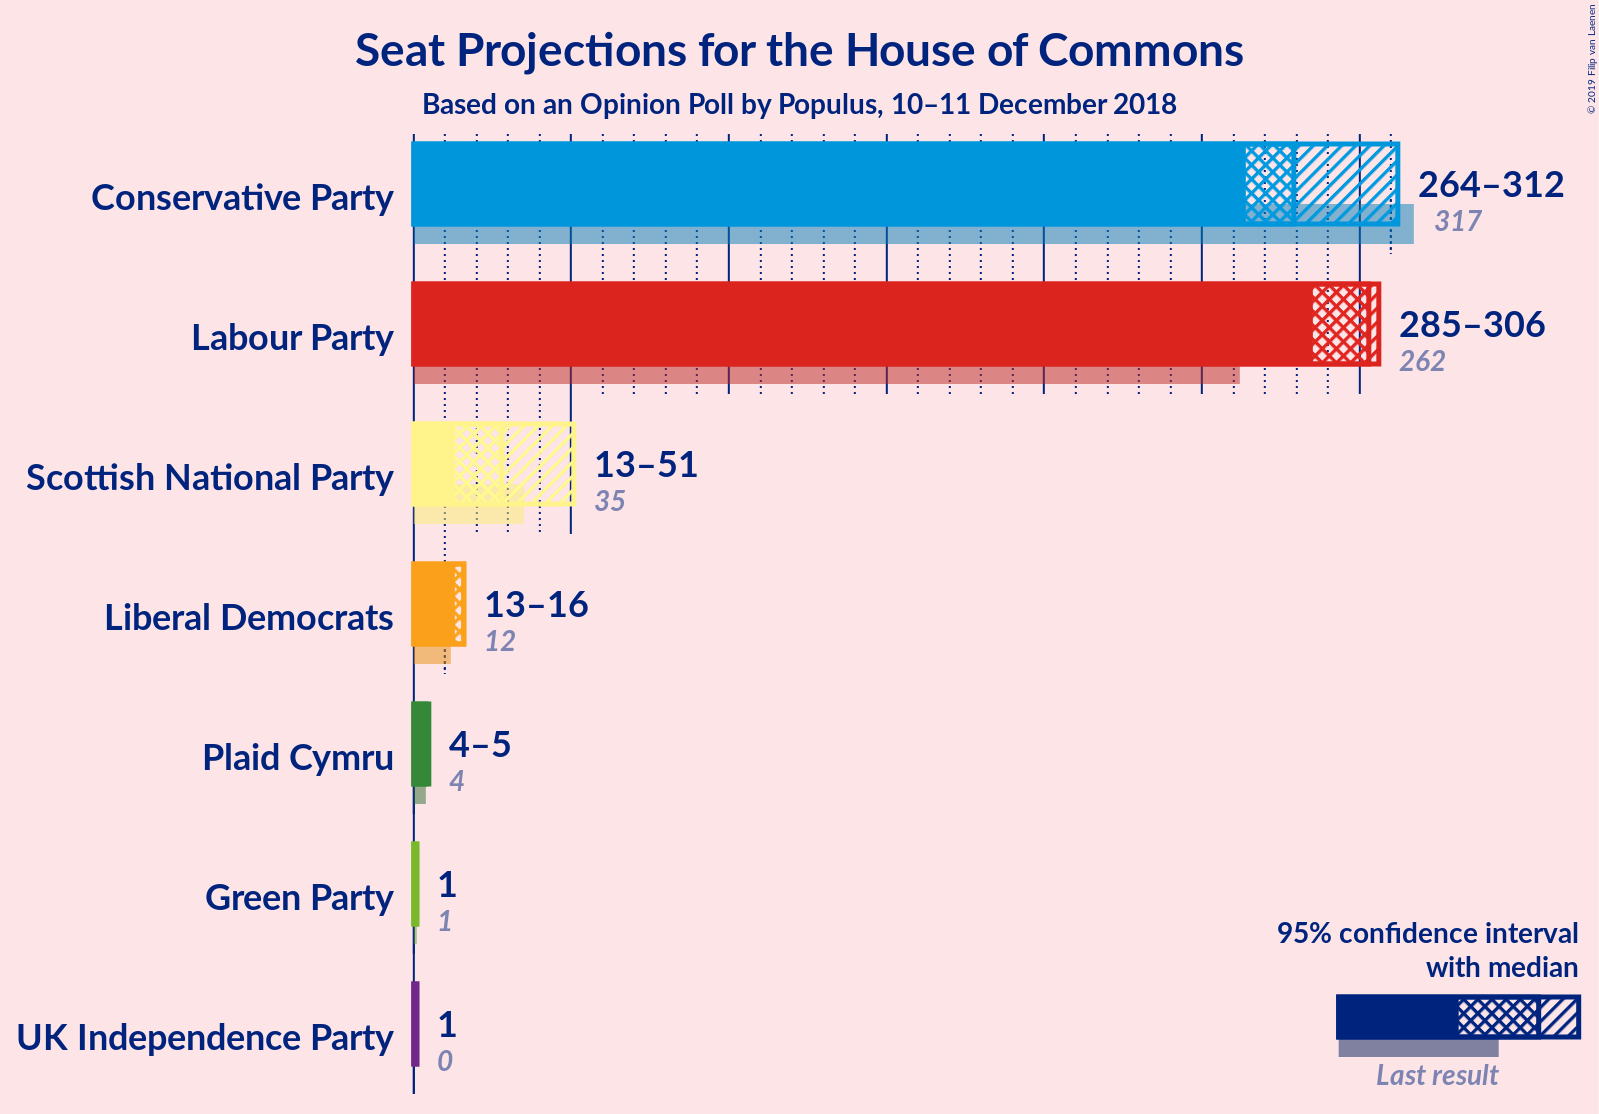 Seat Projections for the House of Commons
Based on an Opinion Poll by Populus, 10–11 December 2018
© 2019 Filip van Laenen
Conservative Party
264–312
317
Labour Party
285–306
262
Scottish National Party
13–51
35
Liberal Democrats
13–16
12
Plaid Cymru
4–5
4
Green Party
1
1
UK Independence Party
1
0
95% confidence interval
with median
Last result